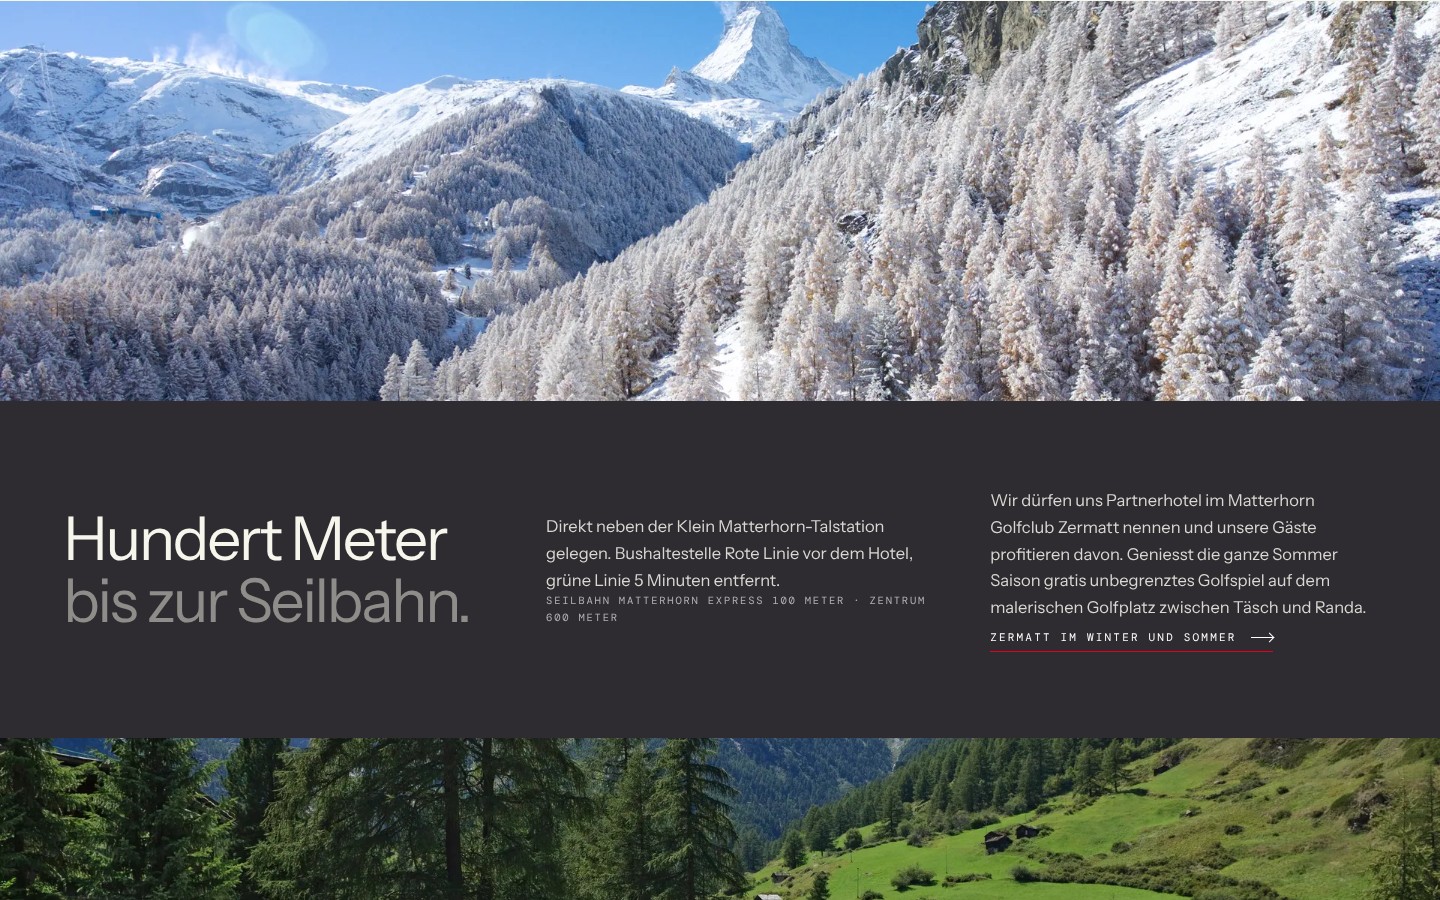 Hundert Meter
bis zur Seilbahn.
Direkt neben der Klein Matterhorn-Talstation
gelegen. Bushaltestelle Rote Linie vor dem Hotel,
grüne Linie 5 Minuten entfernt.
SEILBAHN MATTERHORN EXPRESS 100 METER · ZENTRUM
600 METER
Wir dürfen uns Partnerhotel im Matterhorn
Golfclub Zermatt nennen und unsere Gäste
profitieren davon. Geniesst die ganze Sommer
Saison gratis unbegrenztes Golfspiel auf dem
malerischen Golfplatz zwischen Täsch und Randa.
ZERMATT IM WINTER UND SOMMER →